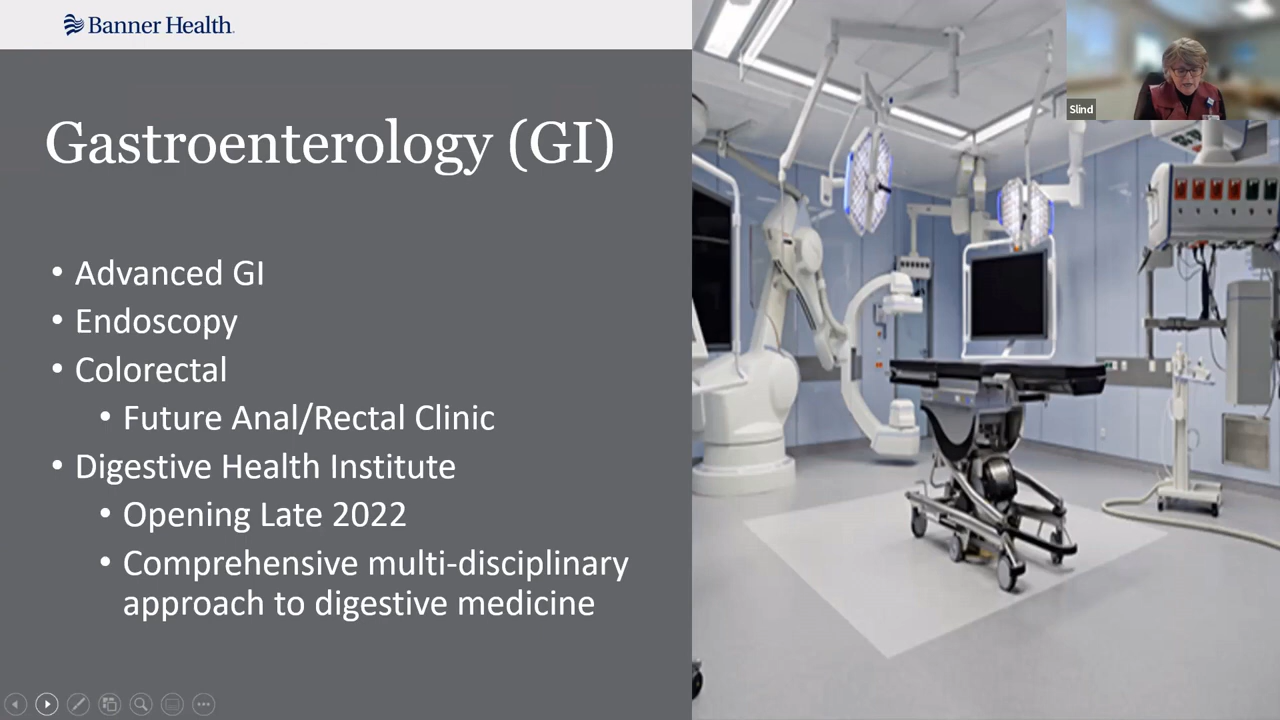 Banner Health
Gastroenterology (GI)
• Advanced GI
• Endoscopy
• Colorectal
• Future Anal/Rectal Clinic
• Digestive Health Institute
• Opening Late 2022
• Comprehensive multi-disciplinary
approach to digestive medicine
Slind